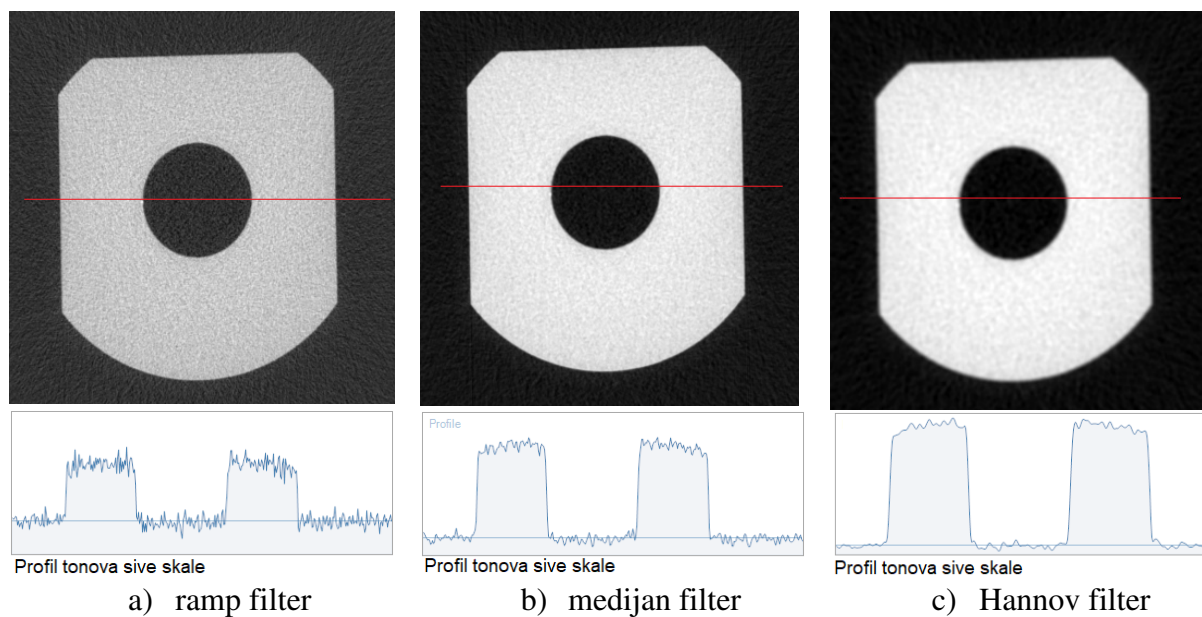 Profile
Profil tonova sive skale
Profil tonova sive skale
Profil tonova sive skale
a) ramp filter
b) medijan filter
c) Hannov filter